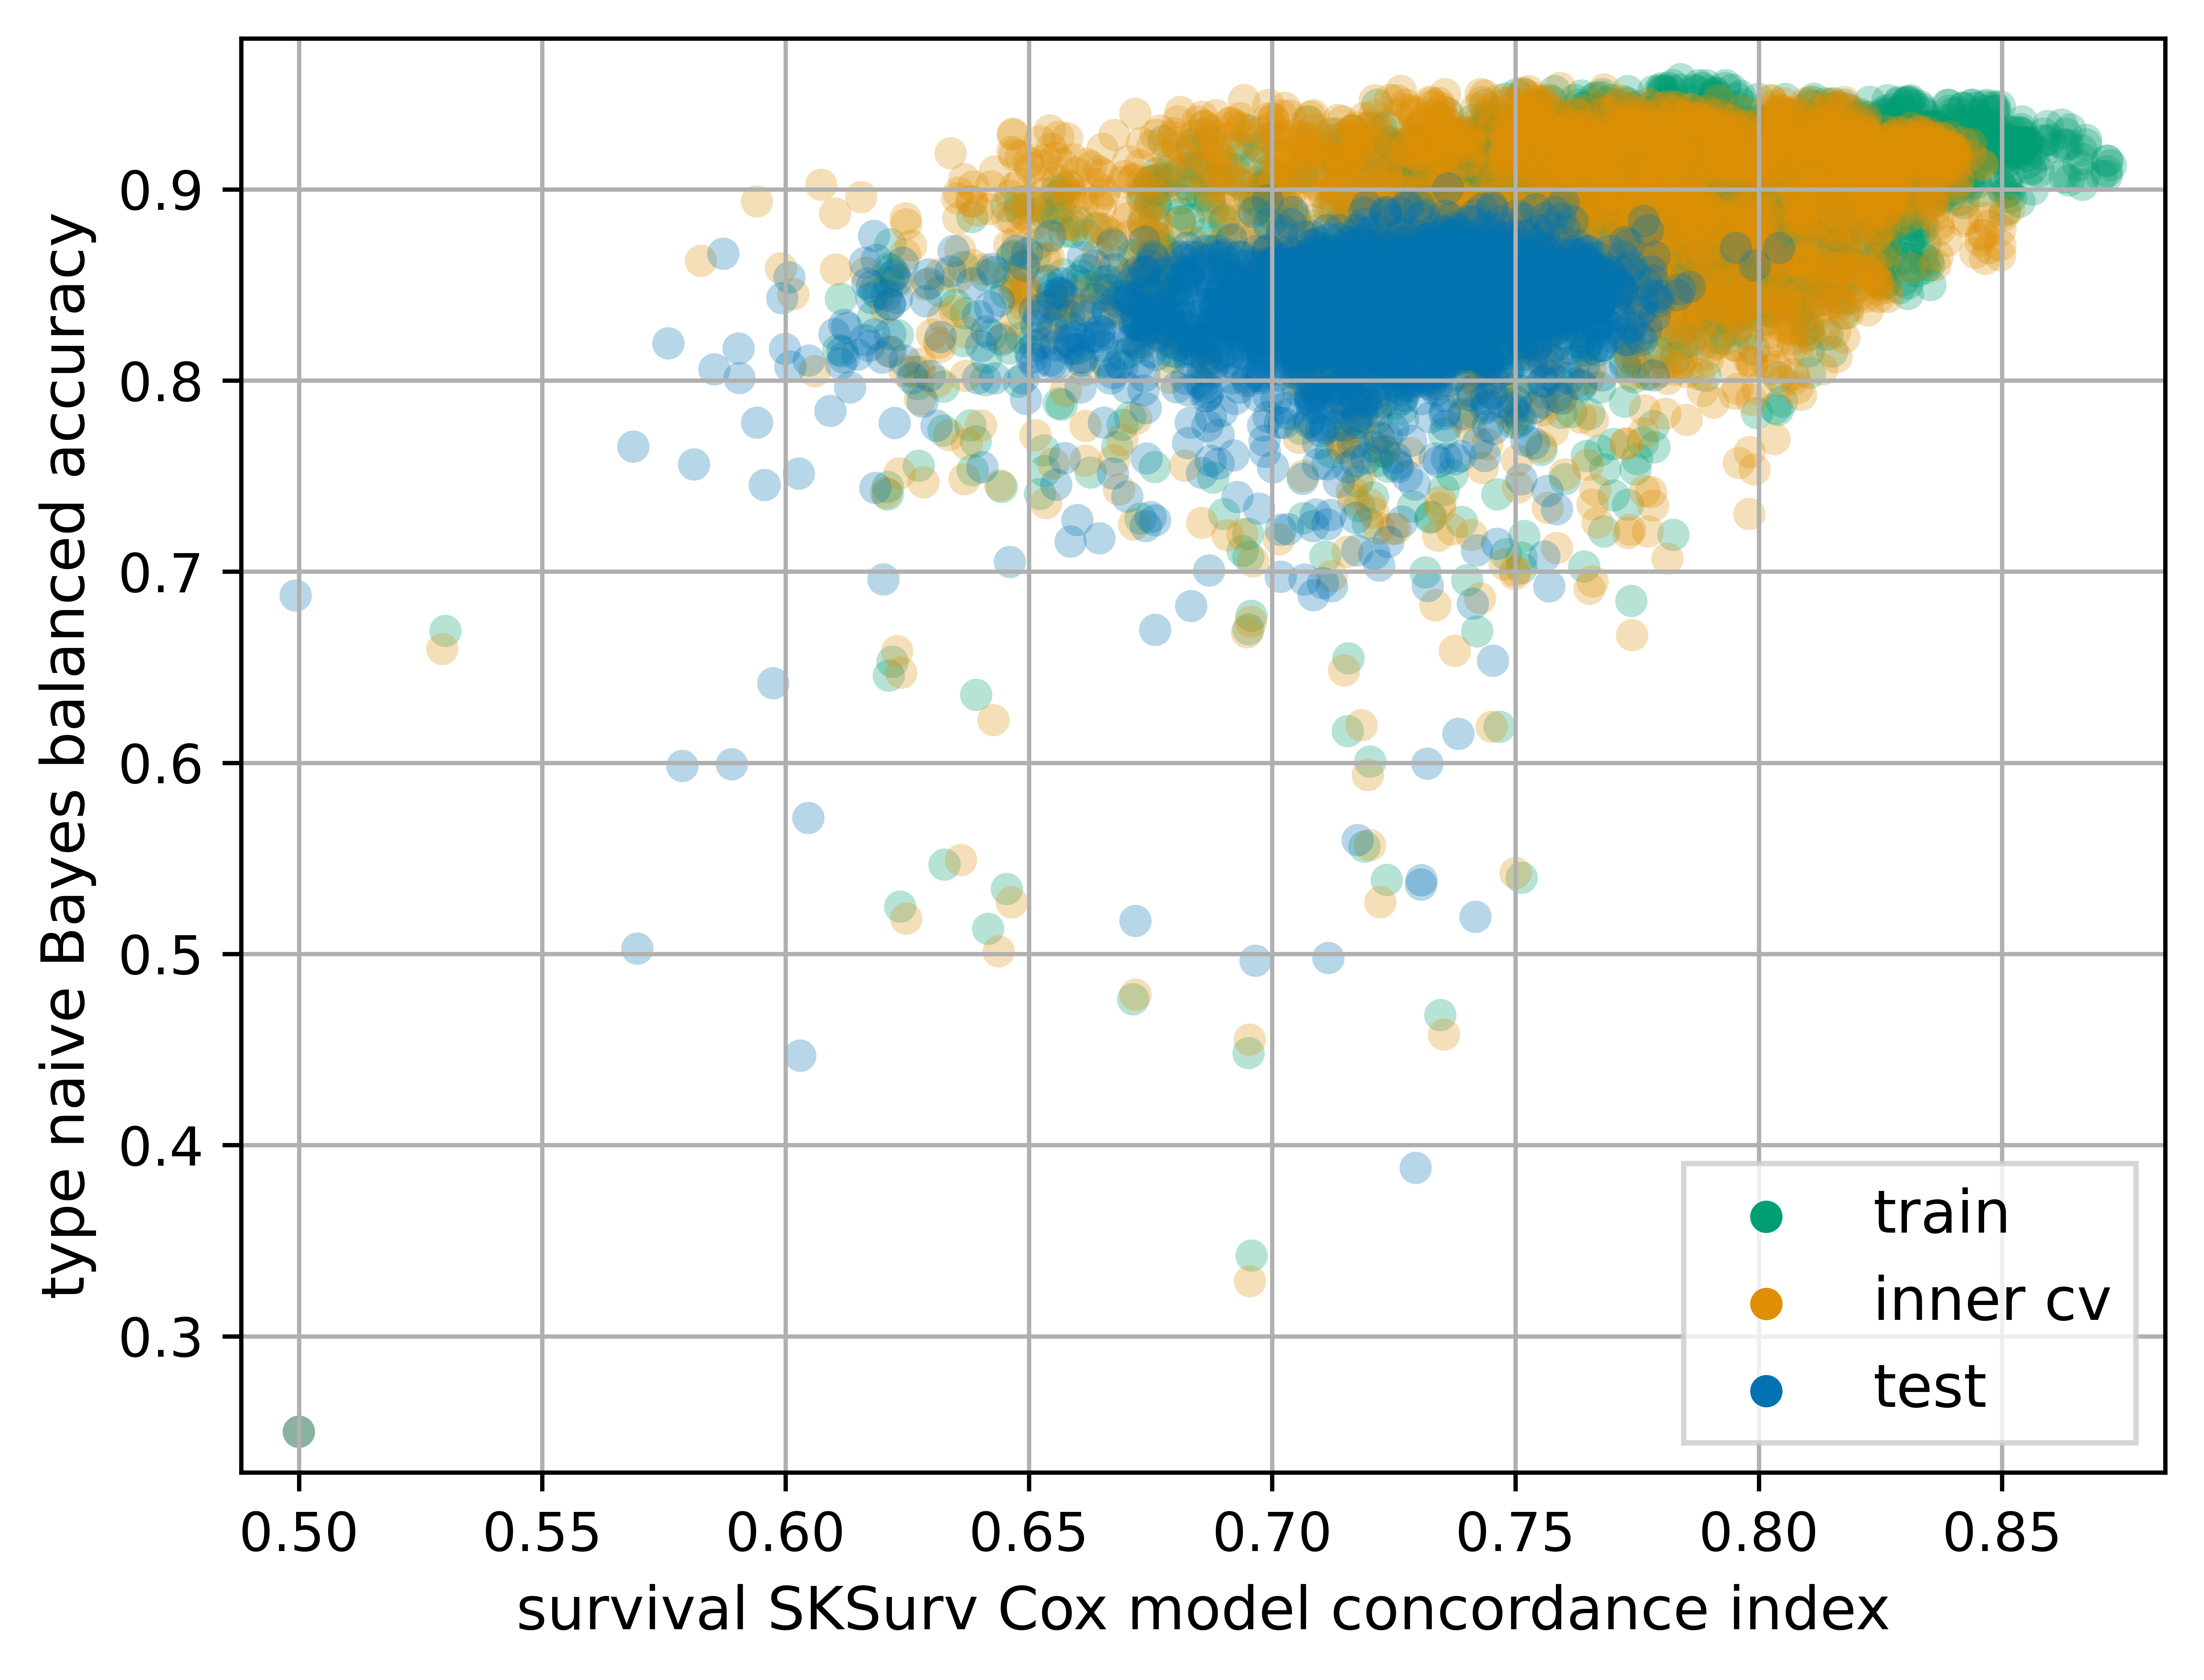 type naive Bayes balanced accuracy
0.9
0.8
0.7
0.6
0.5
0.4
0.3
train
inner cv
test
0.50 0.55 0.60 0.65 0.70 0.75 0.80 0.85
survival SKSurv Cox model concordance index